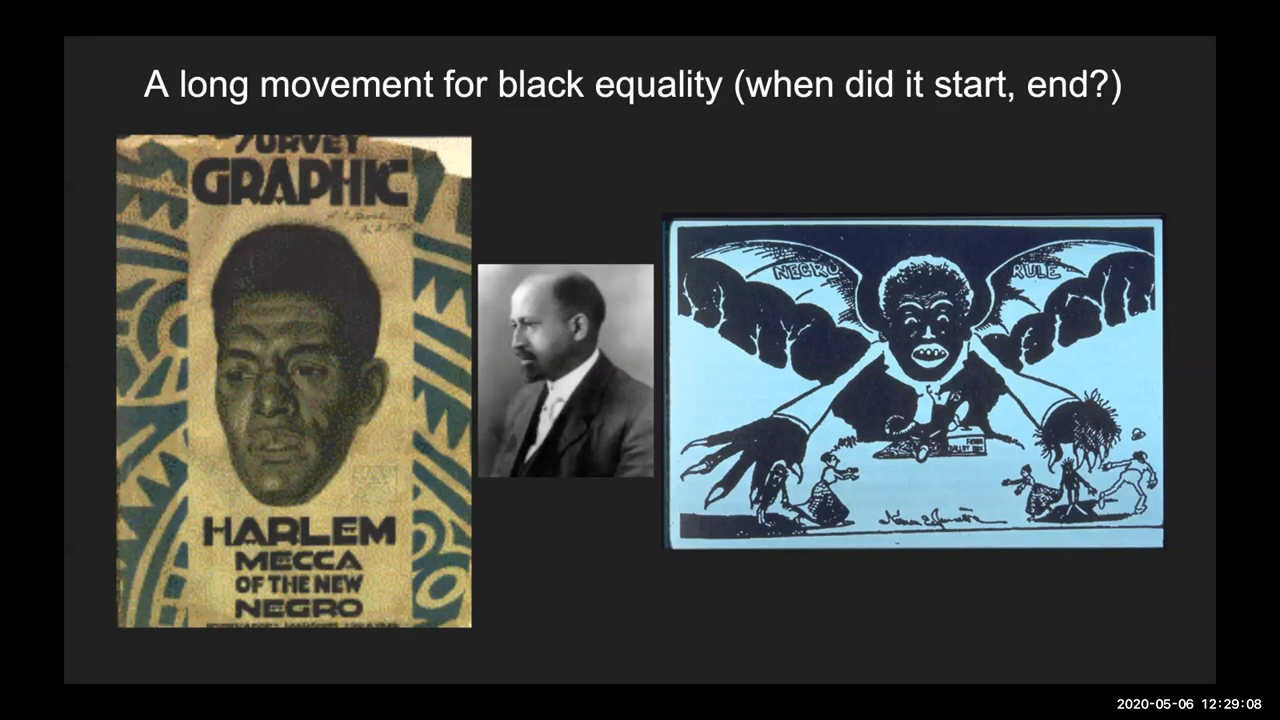 A long movement for black equality (when did it start, end?)
SURVEY
GRAPHIC
HARLEM
MECCA
OF THE NEW
NEGRO
NEGRO RULE
2020-05-06 12:29:08